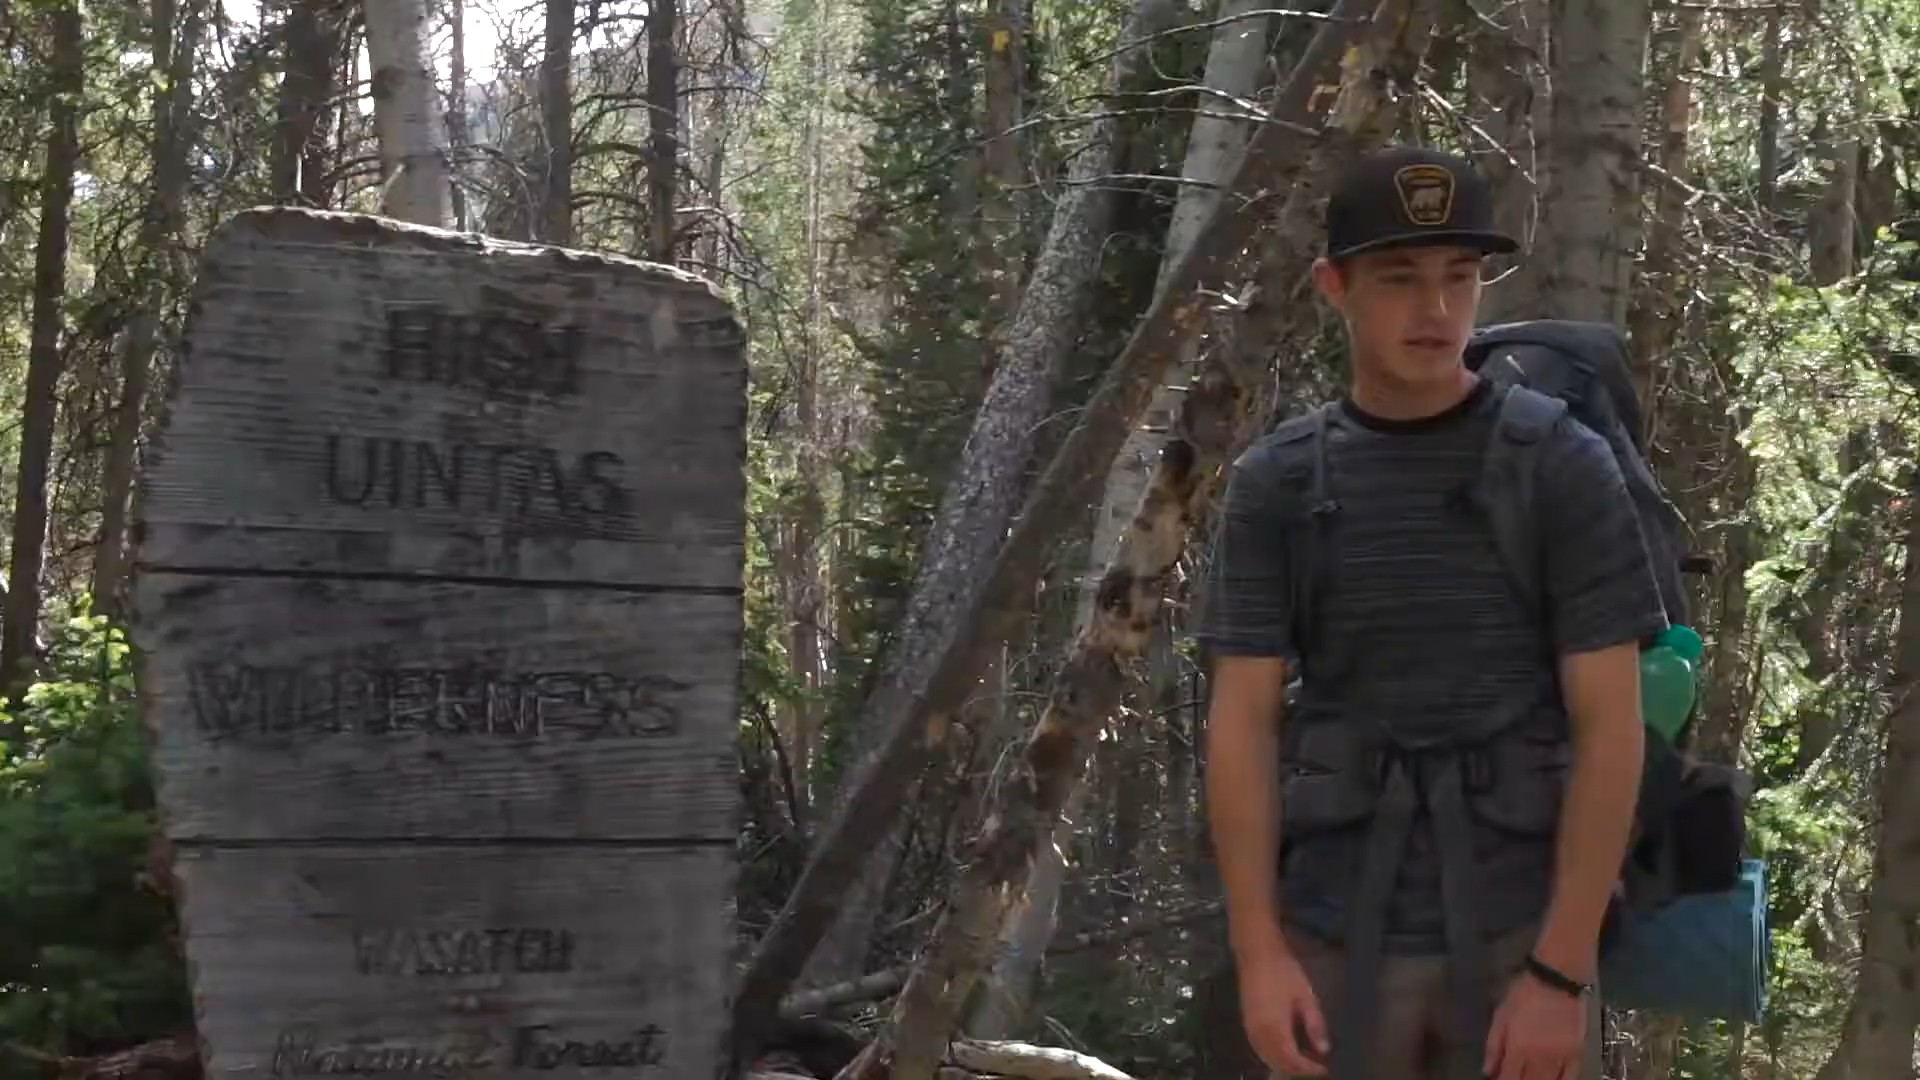 HIGH
UINTAS
WILDERNESS
WASATCH
National Forest